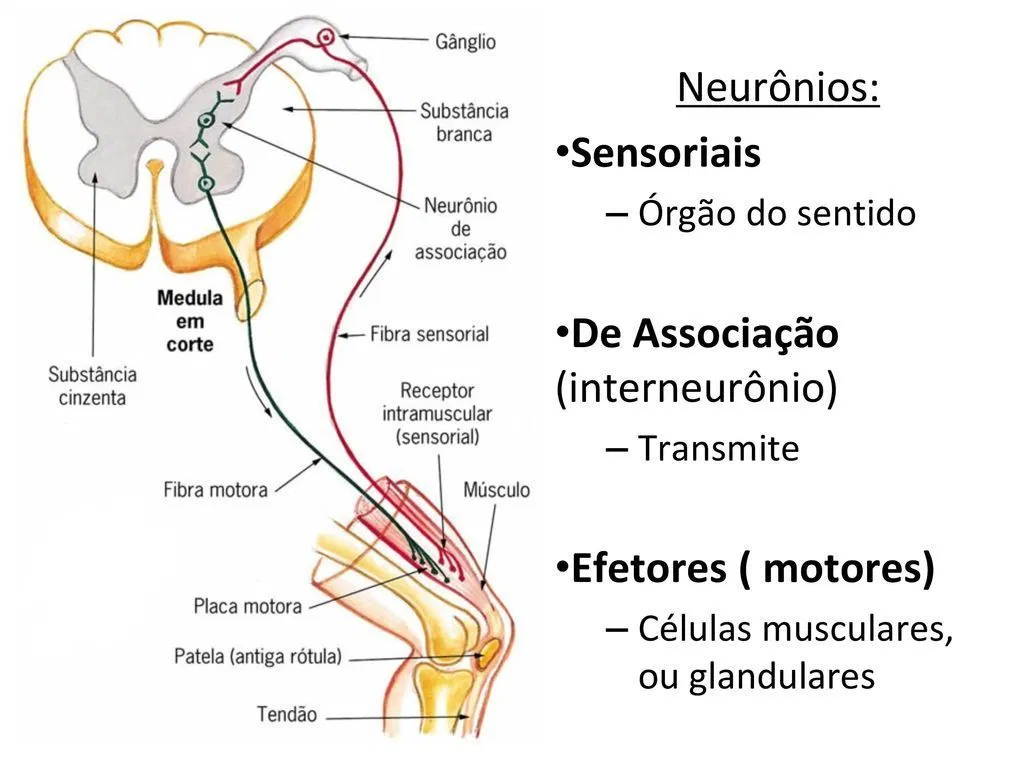 Gânglio
Substância
branca
Neurônio
de
associação
Medula
em
corte
Fibra sensorial
Substância
cinzenta
Receptor
intramuscular
(sensorial)
Fibra motora
Músculo
Placa motora
Patela (antiga rótula)
Tendão
Neurônios:
•Sensoriais
– Órgão do sentido
•De Associação
(interneurônio)
– Transmite
•Efetores ( motores)
– Células musculares,
ou glandulares